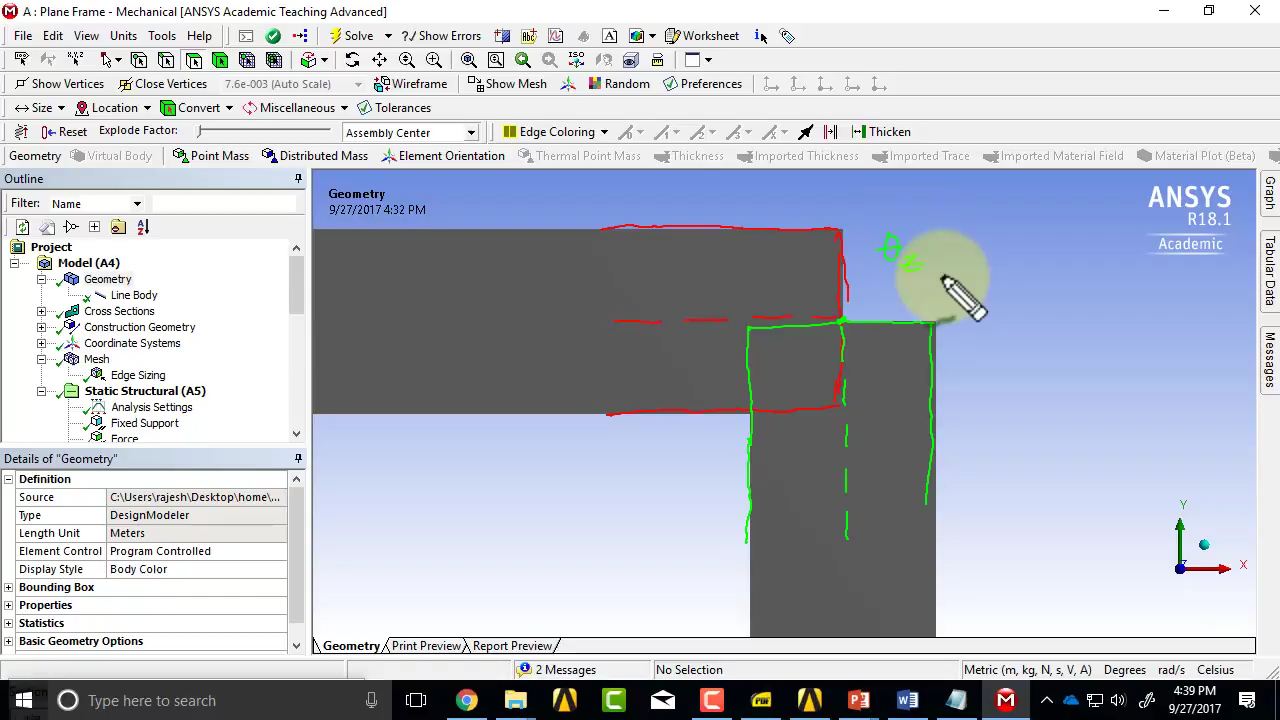 A : Plane Frame - Mechanical [ANSYS Academic Teaching Advanced]
File Edit View Units Tools Help Solve ?/ Show Errors Worksheet
Show Vertices Close Vertices 7.6e-003 (Auto Scale) Wireframe Show Mesh Random Preferences
Size Location Convert Miscellaneous Tolerances
Reset Explode Factor: Assembly Center Edge Coloring Thicken
Geometry Virtual Body Point Mass Distributed Mass Element Orientation Thermal Point Mass Thickness Imported Thickness Imported Trace Imported Material Field Material Plot (Beta)
Outline
Filter: Name
Project
Model (A4)
Geometry
Line Body
Cross Sections
Construction Geometry
Coordinate Systems
Mesh
Edge Sizing
Static Structural (A5)
Analysis Settings
Fixed Support
Force
Details of "Geometry"
Definition
Source C:\Users\rajesh\Desktop\home\...
Type DesignModeler
Length Unit Meters
Element Control Program Controlled
Display Style Body Color
Bounding Box
Properties
Statistics
Basic Geometry Options
Geometry
9/27/2017 4:32 PM
ANSYS
R18.1
Academic
θz
Y
X
Z
Graph
Tabular Data
Messages
Geometry Print Preview Report Preview
2 Messages No Selection Metric (m, kg, N, s, V, A) Degrees rad/s Celsius
Type here to search
PDF
4:39 PM
9/27/2017